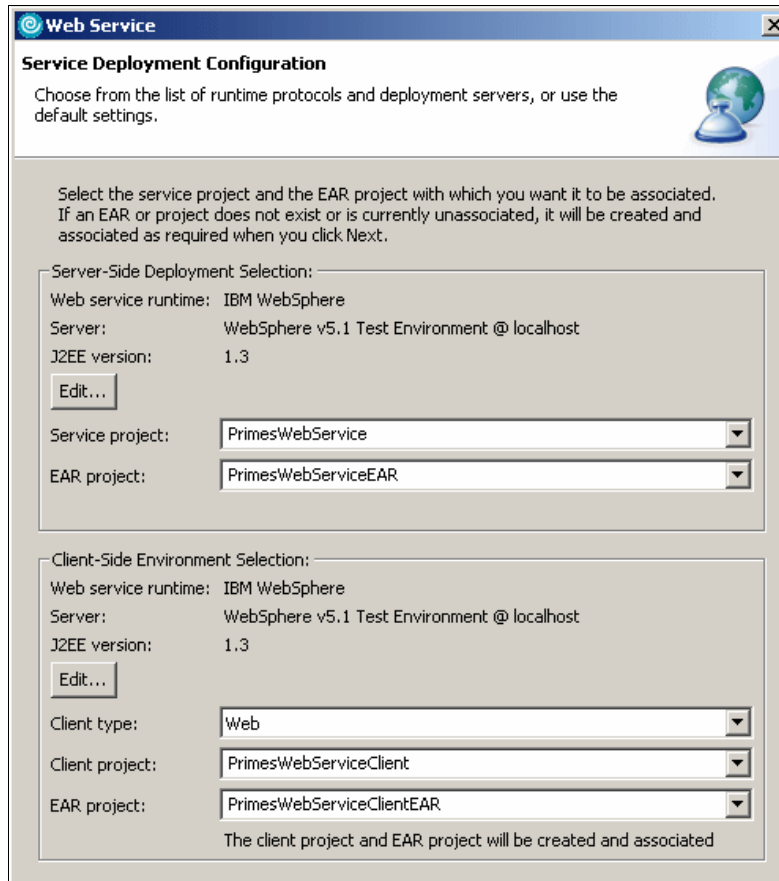 Web Service
Service Deployment Configuration
Choose from the list of runtime protocols and deployment servers, or use the
default settings.
Select the service project and the EAR project with which you want it to be associated.
If an EAR or project does not exist or is currently unassociated, it will be created and
associated as required when you click Next.
Server-Side Deployment Selection:
Web service runtime: IBM WebSphere
Server: WebSphere v5.1 Test Environment @ localhost
J2EE version: 1.3
Edit...
Service project: PrimesWebService
EAR project: PrimesWebServiceEAR
Client-Side Environment Selection:
Web service runtime: IBM WebSphere
Server: WebSphere v5.1 Test Environment @ localhost
J2EE version: 1.3
Edit...
Client type: Web
Client project: PrimesWebServiceClient
EAR project: PrimesWebServiceClientEAR
The client project and EAR project will be created and associated